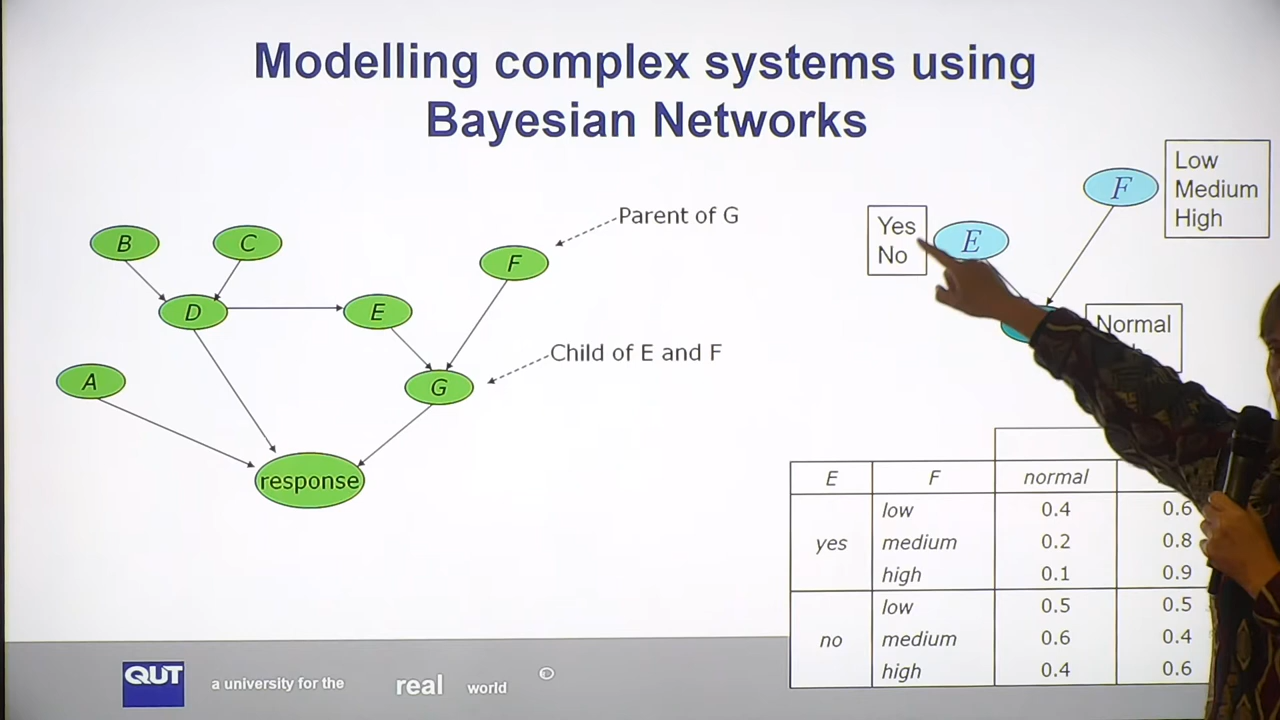 Modelling complex systems using
Bayesian Networks
B
C
D
E
F
A
G
response
Parent of G
Child of E and F
Yes
No
E
F
Low
Medium
High
Normal
E F normal
yes
low 0.4 0.6
medium 0.2 0.8
high 0.1 0.9
no
low 0.5 0.5
medium 0.6 0.4
high 0.4 0.6
QUT
a university for the real world